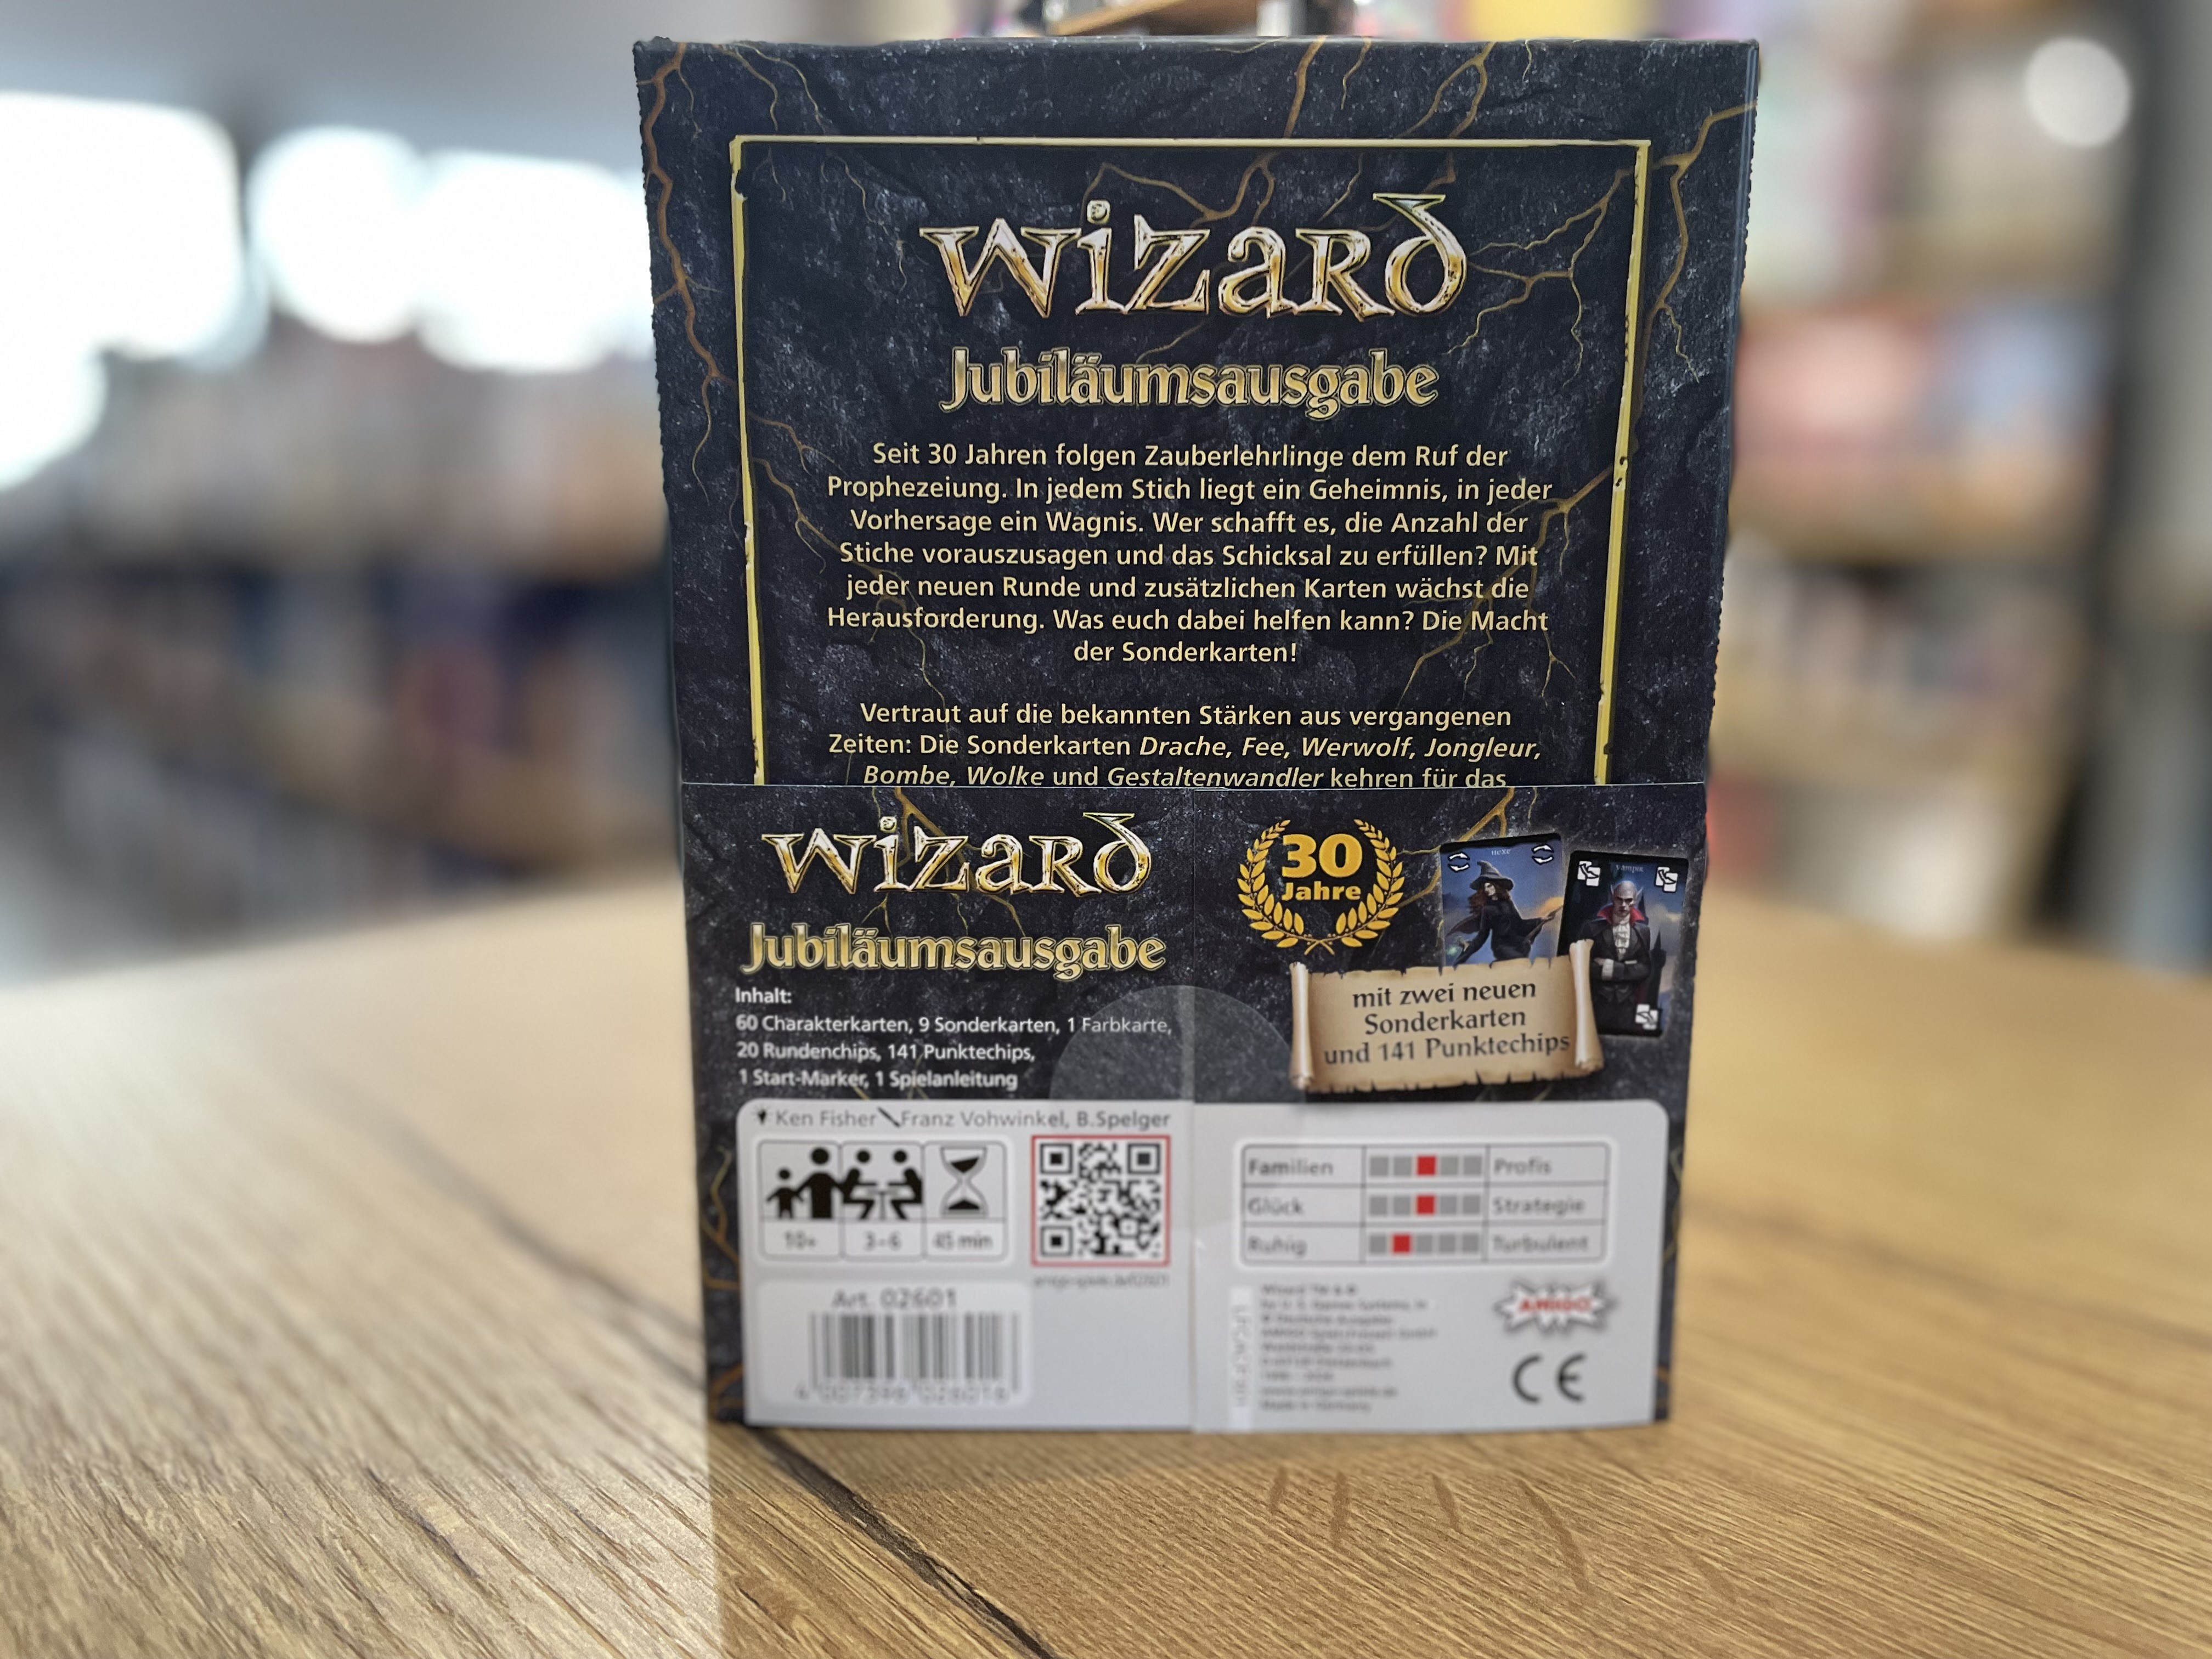 Wizard
Jubiläumsausgabe
Seit 30 Jahren folgen Zauberlehrlinge dem Ruf der
Prophezeiung. In jedem Stich liegt ein Geheimnis, in jeder
Vorhersage ein Wagnis. Wer schafft es, die Anzahl der
Stiche vorauszusagen und das Schicksal zu erfüllen? Mit
jeder neuen Runde und zusätzlichen Karten wächst die
Herausforderung. Was euch dabei helfen kann? Die Macht
der Sonderkarten!
Vertraut auf die bekannten Stärken aus vergangenen
Zeiten: Die Sonderkarten Drache, Fee, Werwolf, Jongleur,
Bombe, Wolke und Gestaltenwandler kehren für das
Wizard
Jubiläumsausgabe
Inhalt:
60 Charakterkarten, 9 Sonderkarten, 1 Farbkarte,
20 Rundenchips, 141 Punktechips,
1 Start-Marker, 1 Spielanleitung
Ken Fisher Franz Vohwinkel, B.Spelger
10+ 3-6 45 min
Art. 02601
4 007396 026016
30
Jahre
Hexe
Vampir
mit zwei neuen
Sonderkarten
und 141 Punktechips
Familien Profis
Glück Strategie
Ruhig Turbulent
AMIGO
CE